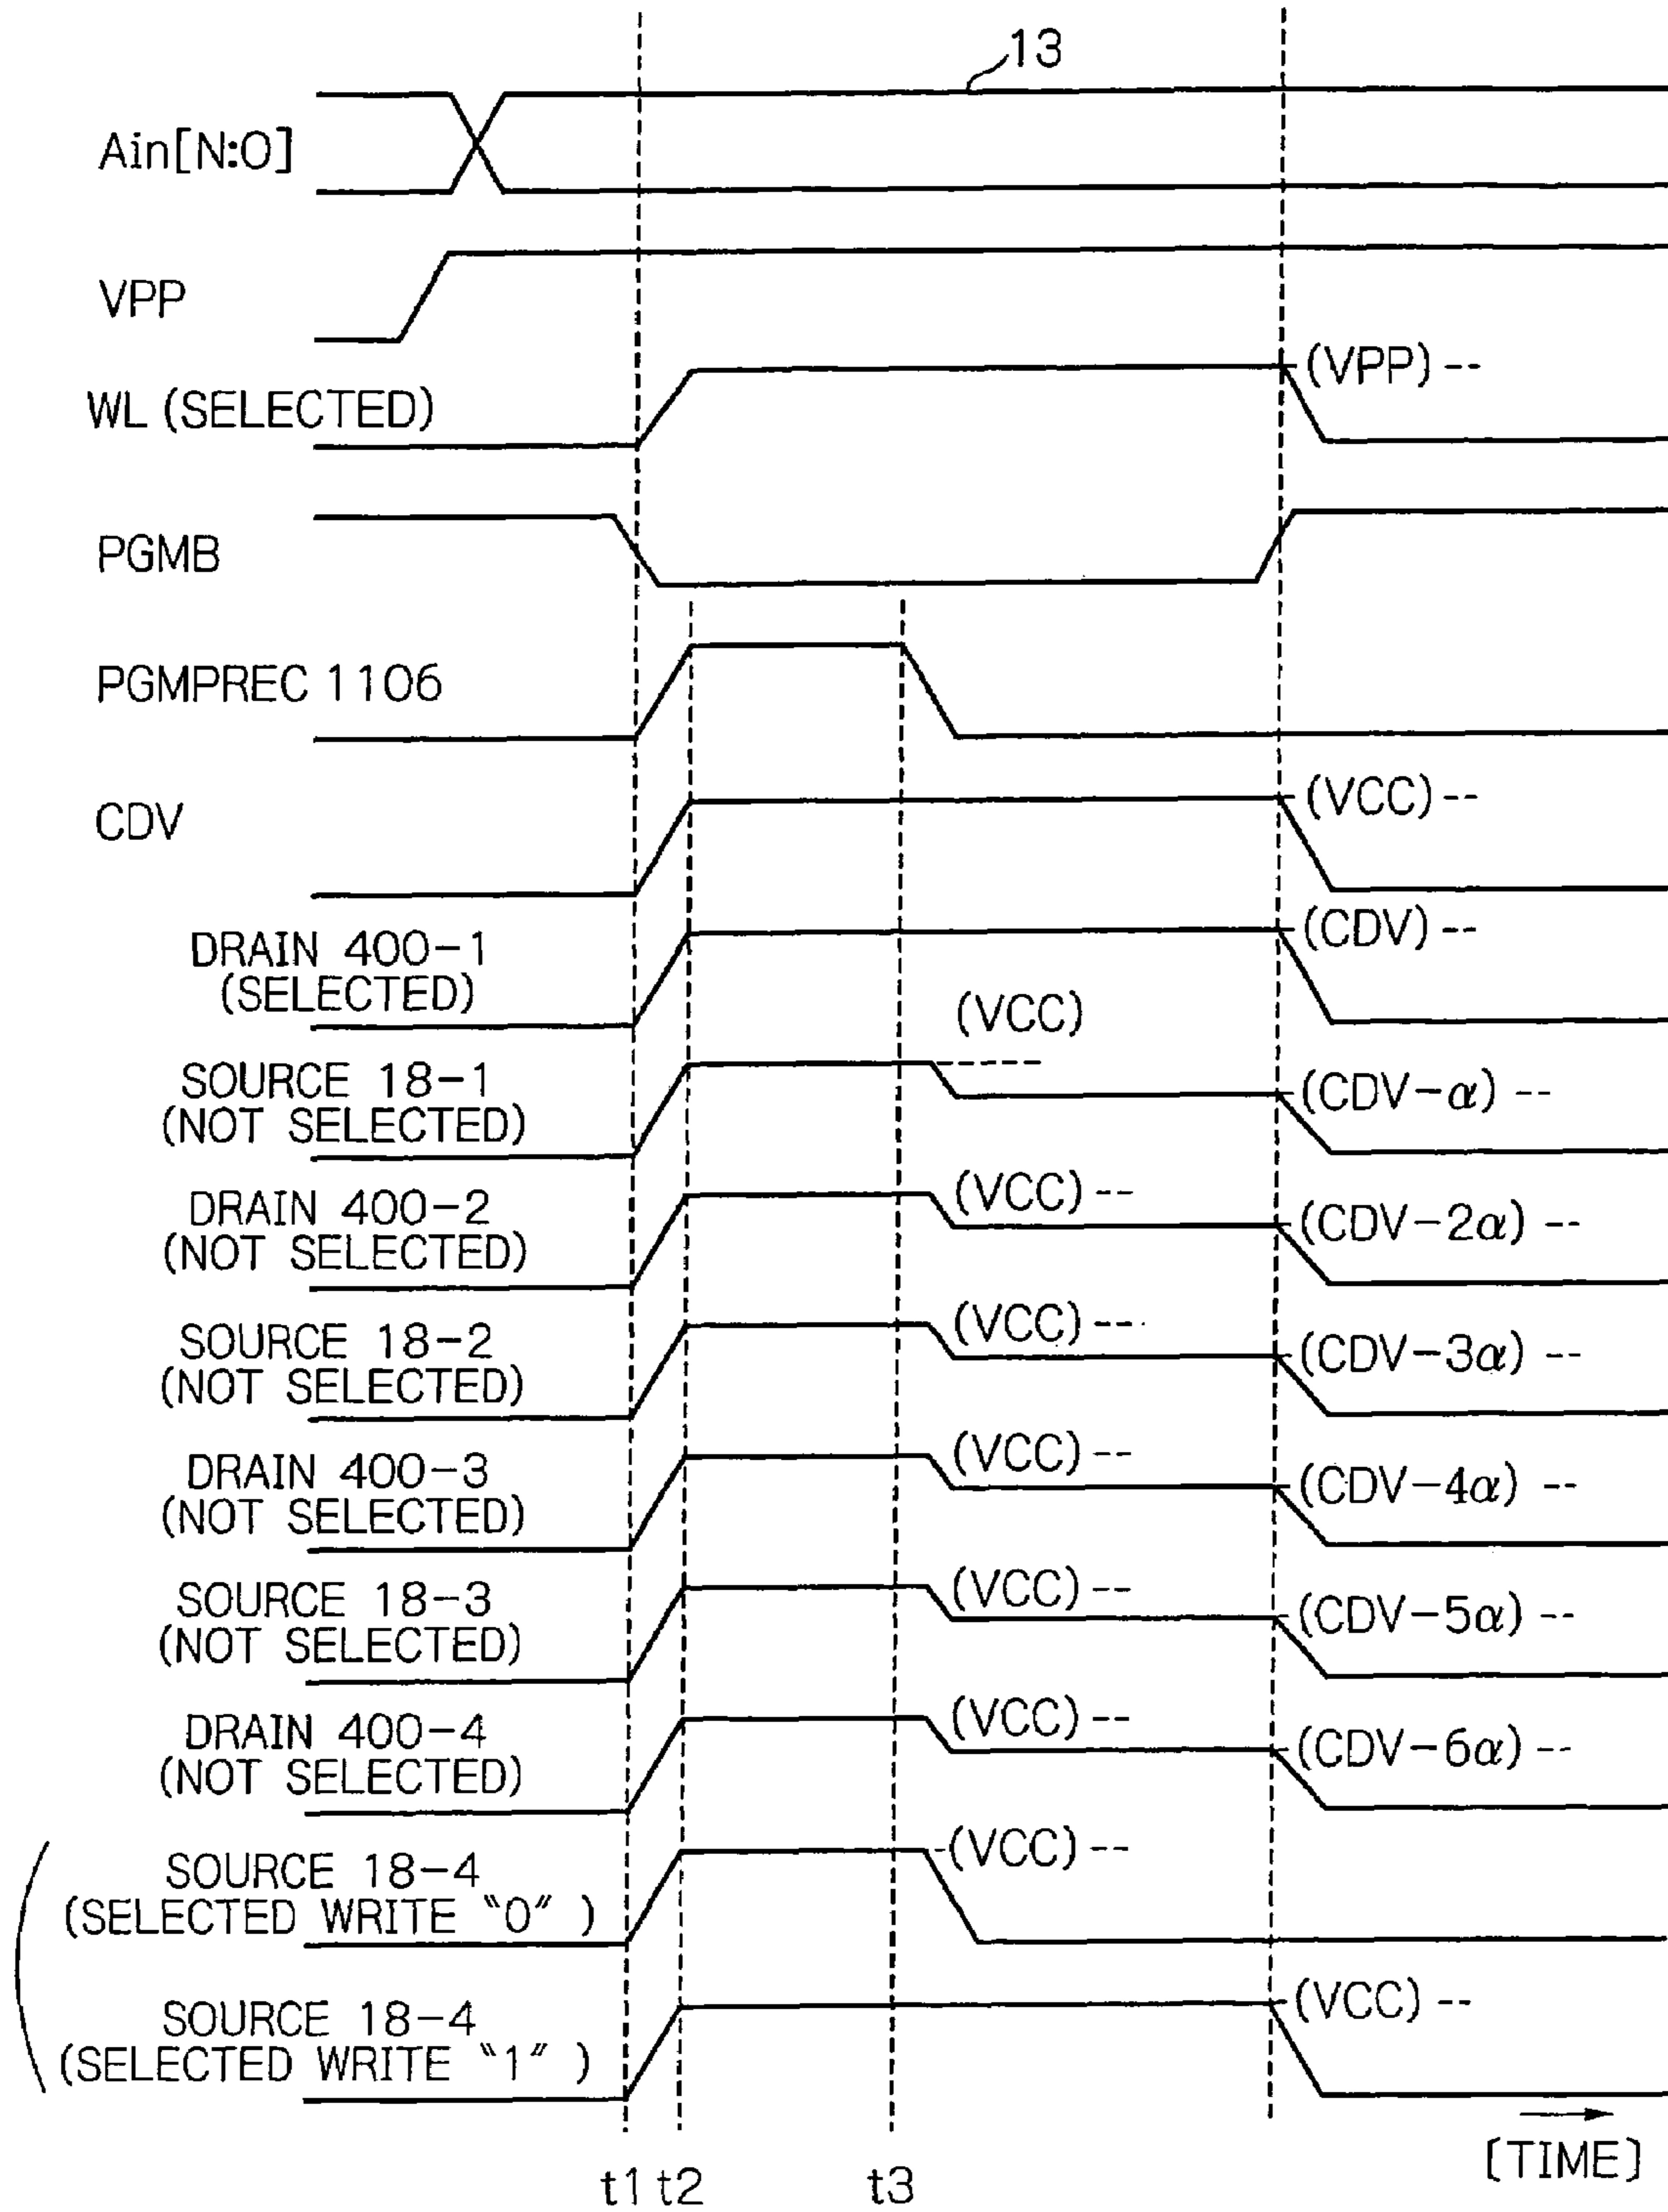 13
Ain[N:O]
VPP
WL (SELECTED)
(VPP) --
PGMB
PGMPREC 1106
CDV
(VCC) --
DRAIN 400-1
(SELECTED)
(CDV) --
(VCC)
SOURCE 18-1
(NOT SELECTED)
(CDV-α) --
DRAIN 400-2
(NOT SELECTED)
(VCC) --
(CDV-2α) --
SOURCE 18-2
(NOT SELECTED)
(VCC) --
(CDV-3α) --
DRAIN 400-3
(NOT SELECTED)
(VCC) --
(CDV-4α) --
SOURCE 18-3
(NOT SELECTED)
(VCC) --
(CDV-5α) --
DRAIN 400-4
(NOT SELECTED)
(VCC) --
(CDV-6α) --
SOURCE 18-4
(SELECTED WRITE "0" )
(VCC) --
SOURCE 18-4
(SELECTED WRITE "1" )
(VCC) --
t1 t2 t3
[TIME]